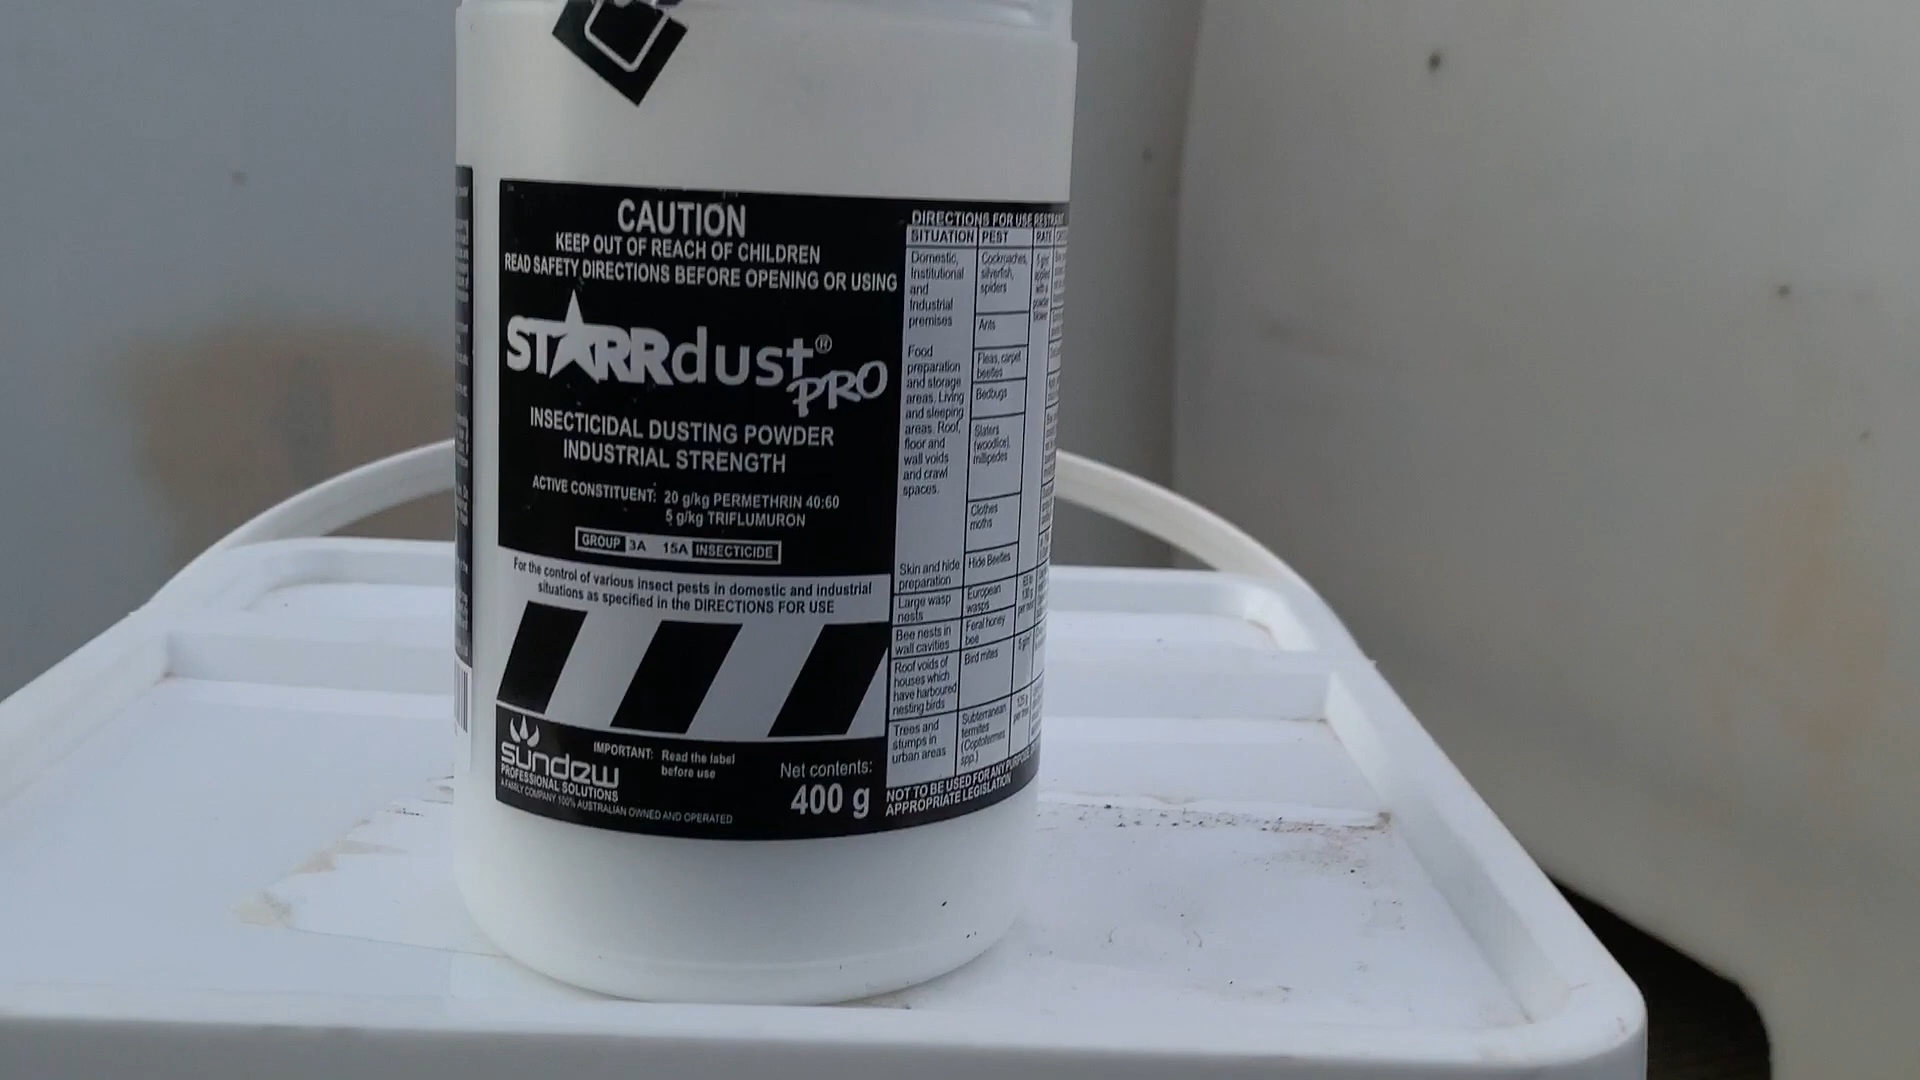 CAUTION
KEEP OUT OF REACH OF CHILDREN
READ SAFETY DIRECTIONS BEFORE OPENING OR USING
STARRdust®
PRO
INSECTICIDAL DUSTING POWDER
INDUSTRIAL STRENGTH
ACTIVE CONSTITUENT: 20 g/kg PERMETHRIN 40:60
5 g/kg TRIFLUMURON
GROUP 3A 15A INSECTICIDE
For the control of various insect pests in domestic and industrial
situations as specified in the DIRECTIONS FOR USE
sundew
PROFESSIONAL SOLUTIONS
A FAMILY COMPANY 100% AUSTRALIAN OWNED AND OPERATED
IMPORTANT: Read the label
before use
Net contents:
400 g
DIRECTIONS FOR USE
SITUATION PEST RATE
Domestic,
Institutional
and
Industrial
premises
Food
preparation
and storage
areas. Living
and sleeping
areas. Roof,
floor and
wall voids
and crawl
spaces.
Cockroaches,
silverfish,
spiders
Ants
Fleas, carpet
beetles
Bedbugs
Slaters
(woodlice),
millipedes
Clothes
moths
Skin and hide
preparation
Hide Beetles
Large wasp
nests
European
wasps
Bee nests in
wall cavities
Feral honey
bee
Roof voids of
houses which
have harboured
nesting birds
Bird mites
Trees and
stumps in
urban areas
Subterranean
termites
(Coptotermes
spp.)
NOT TO BE USED FOR ANY PURPOSE
APPROPRIATE LEGISLATION